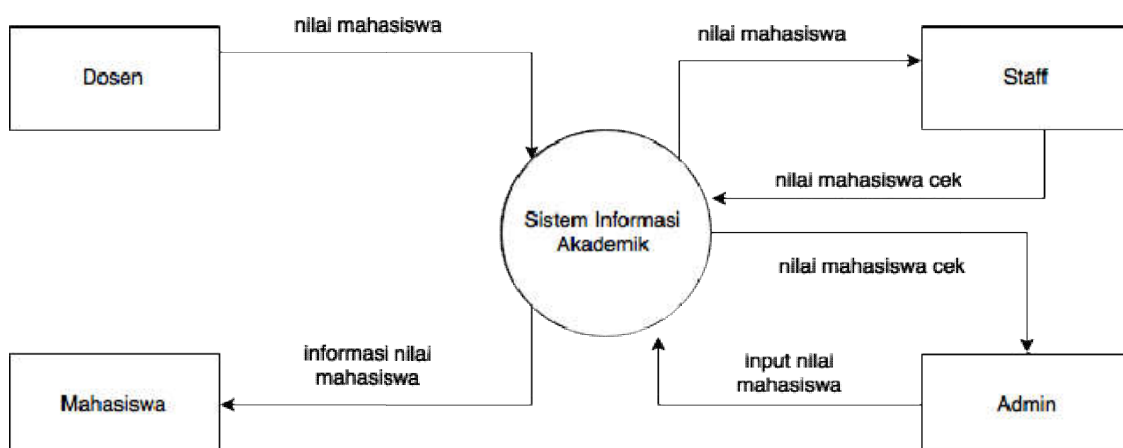 nilai mahasiswa
nilai mahasiswa
Dosen
Staff
nilai mahasiswa cek
Sistem Informasi
Akademik
nilai mahasiswa cek
informasi nilai
mahasiswa
input nilai
mahasiswa
Mahasiswa
Admin